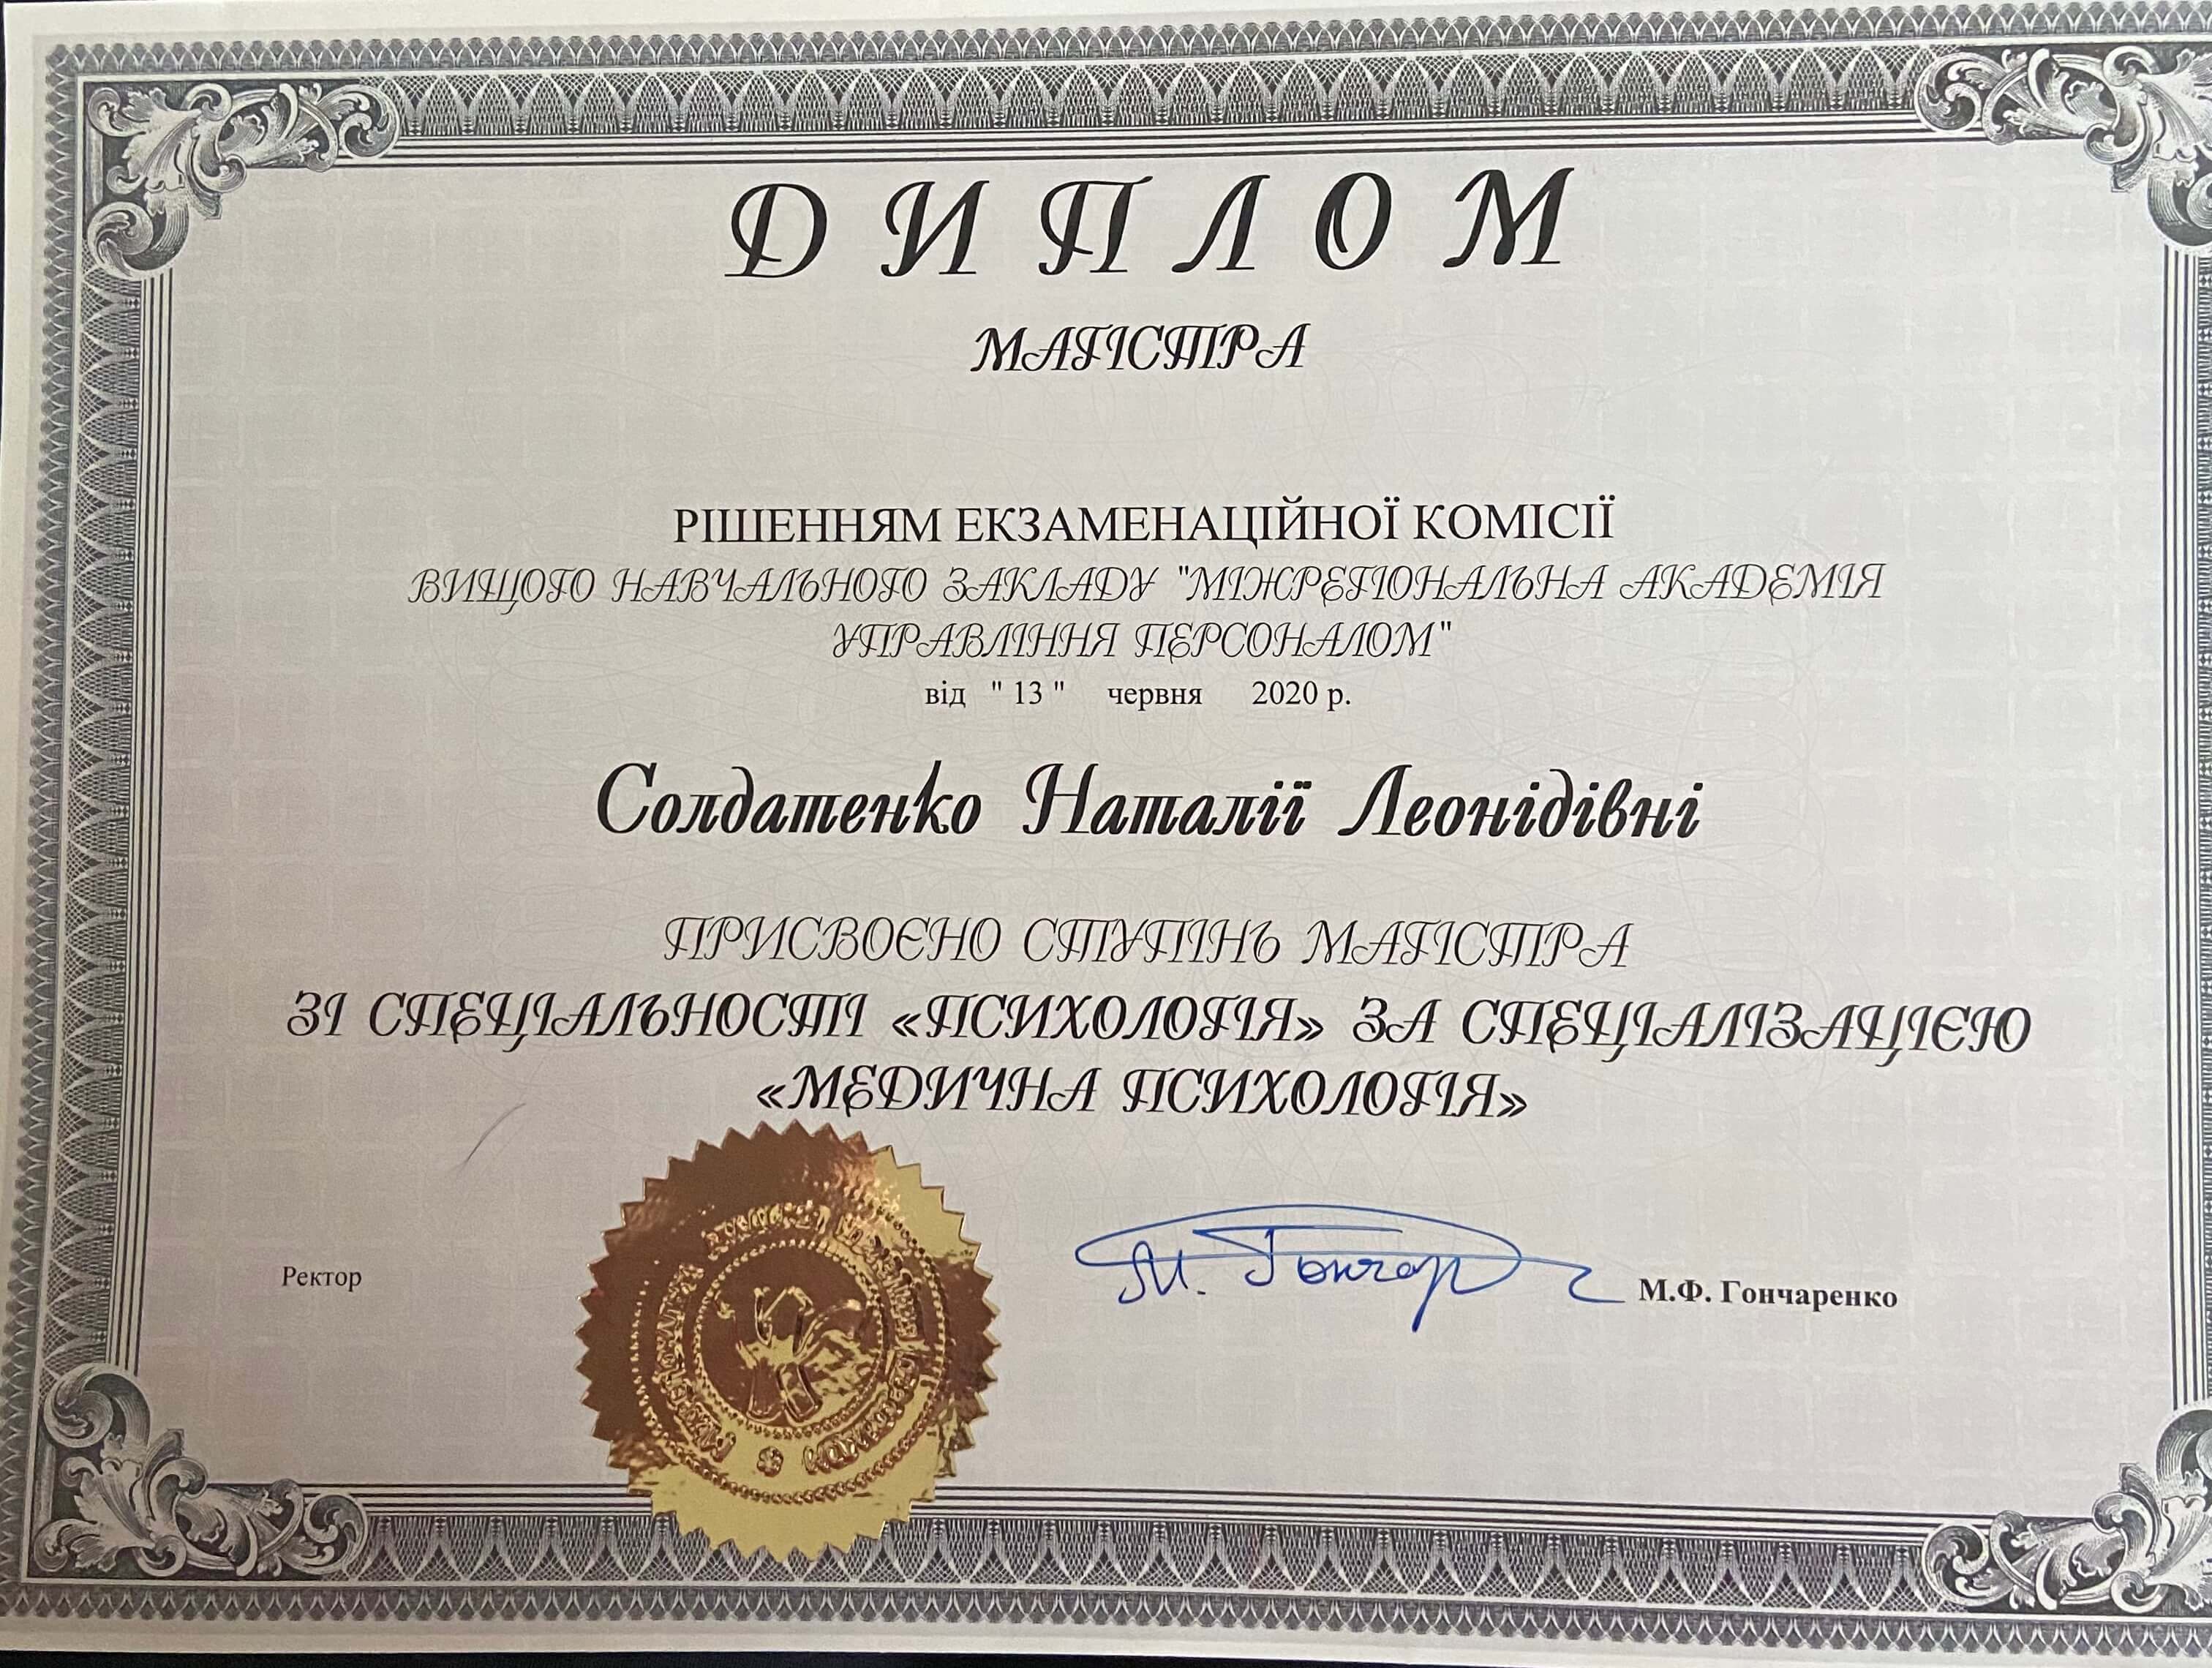 ДИПЛОМ
МАГІСТРА
РІШЕННЯМ ЕКЗАМЕНАЦІЙНОЇ КОМІСІЇ
ВИЩОГО НАВЧАЛЬНОГО ЗАКЛАДУ "МІЖРЕГІОНАЛЬНА АКАДЕМІЯ
УПРАВЛІННЯ ПЕРСОНАЛОМ"
від " 13 " червня 2020 р.
Солдатенко Наталії Леонідівні
ПРИСВОЄНО СТУПІНЬ МАГІСТРА
ЗІ СПЕЦІАЛЬНОСТІ «ПСИХОЛОГІЯ» ЗА СПЕЦІАЛІЗАЦІЄЮ
«МЕДИЧНА ПСИХОЛОГІЯ»
Ректор
М. Гончар
М.Ф. Гончаренко